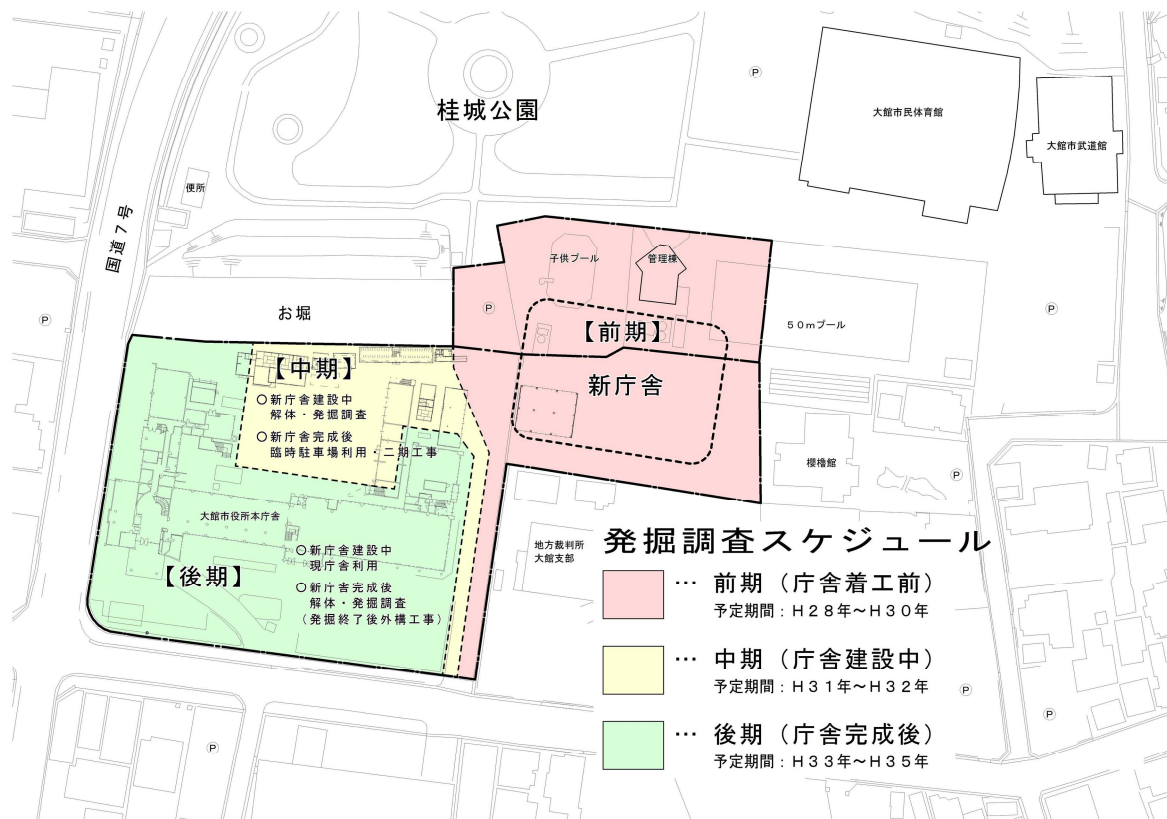 桂城公園
Ⓟ
大館市民体育館
大館市武道館
便所
国道7号
子供プール
管理棟
お堀
Ⓟ
Ⓟ
Ⓟ
【前期】
50mプール
新庁舎
【中期】
○新庁舎建設中
解体・発掘調査
○新庁舎完成後
臨時駐車場利用・二期工事
櫻櫓館
Ⓟ
大館市役所本庁舎
○新庁舎建設中
現庁舎利用
【後期】
○新庁舎完成後
解体・発掘調査
(発掘終了後外構工事)
地方裁判所
大館支部
発掘調査スケジュール
… 前期(庁舎着工前)
予定期間:H28年~H30年
… 中期(庁舎建設中)
予定期間:H31年~H32年
… 後期(庁舎完成後)
予定期間:H33年~H35年
Ⓟ
Ⓟ
Ⓟ